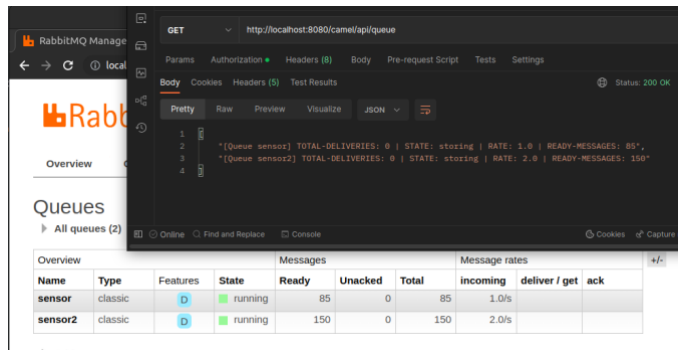 RabbitMQ Manage
local
GET http://localhost:8080/camel/api/queue
Params Authorization Headers (8) Body Pre-request Script Tests Settings
Body Cookies Headers (5) Test Results Status: 200 OK
Pretty Raw Preview Visualize JSON
1 [
2 "[Queue sensor] TOTAL-DELIVERIES: 0 | STATE: storing | RATE: 1.0 | READY-MESSAGES: 85",
3 "[Queue sensor2] TOTAL-DELIVERIES: 0 | STATE: storing | RATE: 2.0 | READY-MESSAGES: 150"
4 ]
Online Find and Replace Console Cookies Capture
Rabb
Overview
Queues
All queues (2)
Overview Messages Message rates +/-
Name Type Features State Ready Unacked Total incoming deliver / get ack
sensor classic D running 85 0 85 1.0/s
sensor2 classic D running 150 0 150 2.0/s